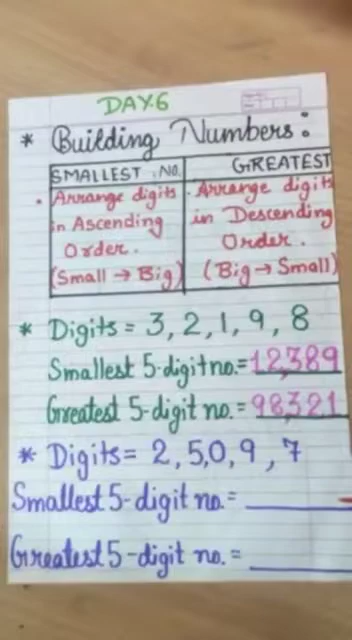 DAY.6
* Building Numbers:
SMALLEST NO. GREATEST
• Arrange digits in Ascending Order. (Small → Big)
• Arrange digits in Descending Order. (Big → Small)
* Digits = 3, 2, 1, 9, 8
Smallest 5-digit no. = 12,389
Greatest 5-digit no. = 98,321
* Digits = 2, 5, 0, 9, 7
Smallest 5-digit no. =
Greatest 5-digit no. =